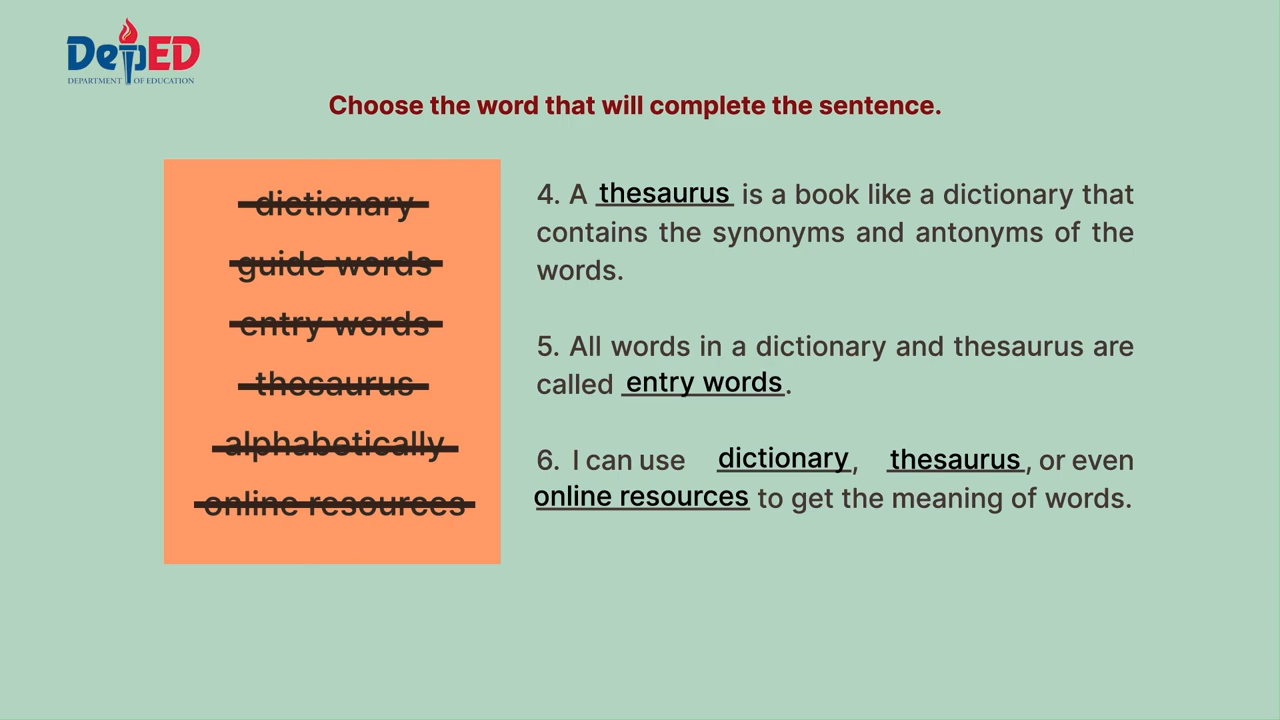 DepED
DEPARTMENT OF EDUCATION
Choose the word that will complete the sentence.
dictionary
guide words
entry words
thesaurus
alphabetically
online resources
4. A thesaurus is a book like a dictionary that
contains the synonyms and antonyms of the
words.
5. All words in a dictionary and thesaurus are
called entry words.
6. I can use dictionary, thesaurus, or even
online resources to get the meaning of words.